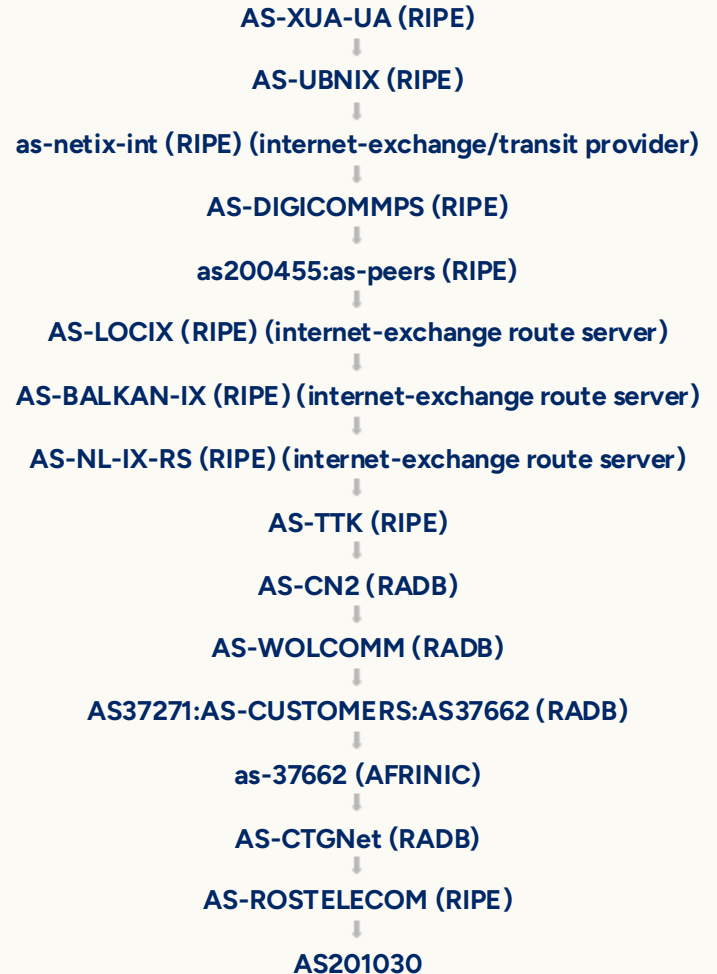 AS-XUA-UA (RIPE)
AS-UBNIX (RIPE)
as-netix-int (RIPE) (internet-exchange/transit provider)
AS-DIGICOMMPS (RIPE)
as200455:as-peers (RIPE)
AS-LOCIX (RIPE) (internet-exchange route server)
AS-BALKAN-IX (RIPE) (internet-exchange route server)
AS-NL-IX-RS (RIPE) (internet-exchange route server)
AS-TTK (RIPE)
AS-CN2 (RADB)
AS-WOLCOMM (RADB)
AS37271:AS-CUSTOMERS:AS37662 (RADB)
as-37662 (AFRINIC)
AS-CTGNet (RADB)
AS-ROSTELECOM (RIPE)
AS201030